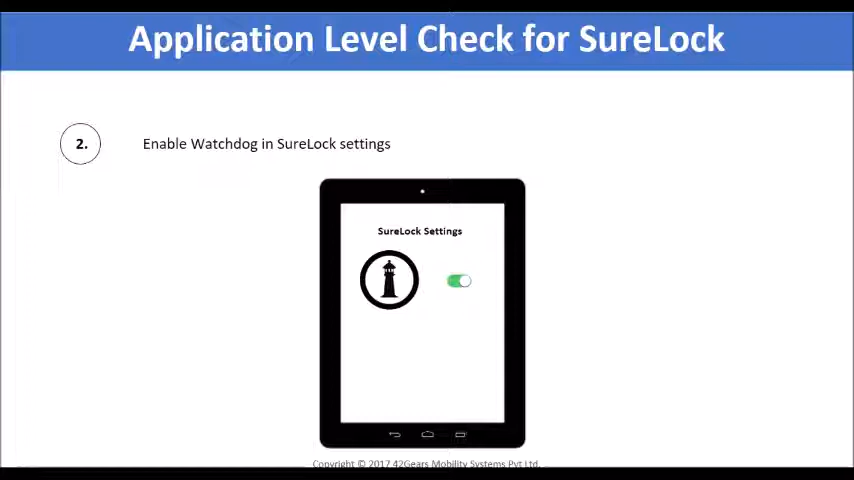 Application Level Check for SureLock
2. Enable Watchdog in SureLock settings
SureLock Settings
Copyright © 2017 42Gears Mobility Systems Pvt Ltd.